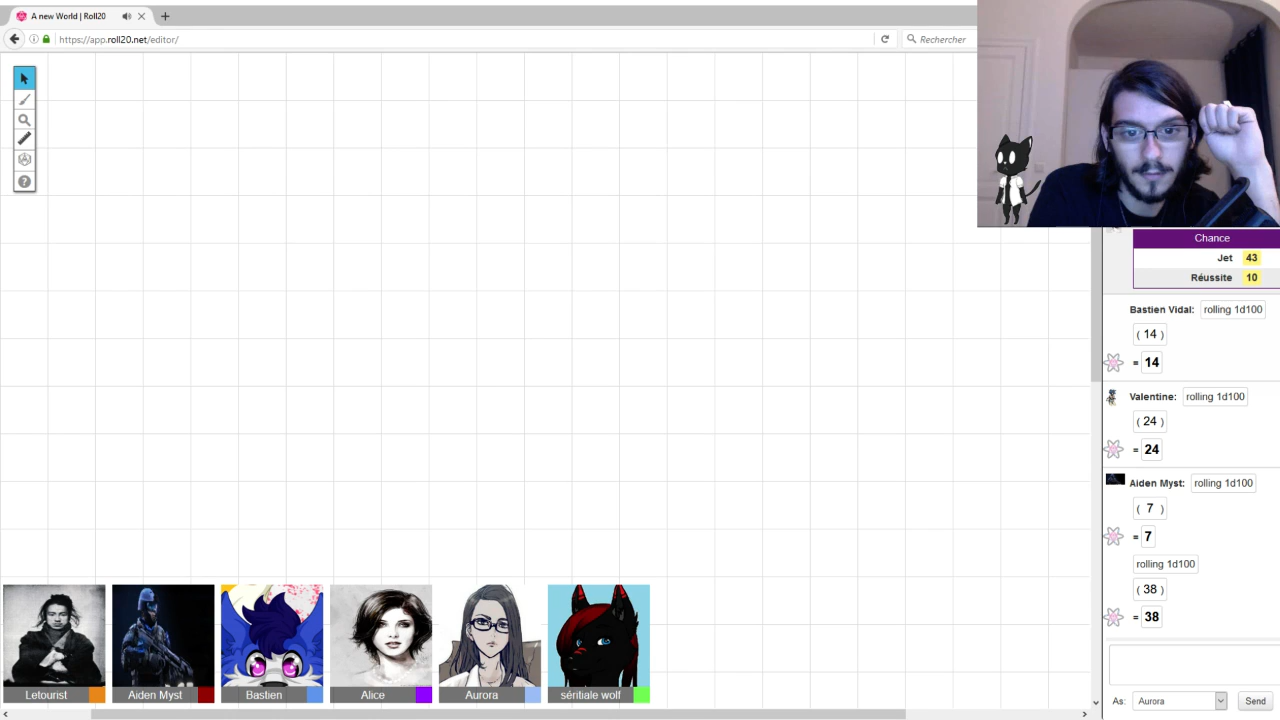 A new World | Roll20
https://app.roll20.net/editor/
Rechercher
Chance
Jet 43
Réussite 10
Bastien Vidal: rolling 1d100
( 14 )
= 14
Valentine: rolling 1d100
( 24 )
= 24
Aiden Myst: rolling 1d100
( 7 )
= 7
rolling 1d100
( 38 )
= 38
Letourist
Aiden Myst
Bastien
Alice
Aurora
séritiale wolf
As: Aurora Send